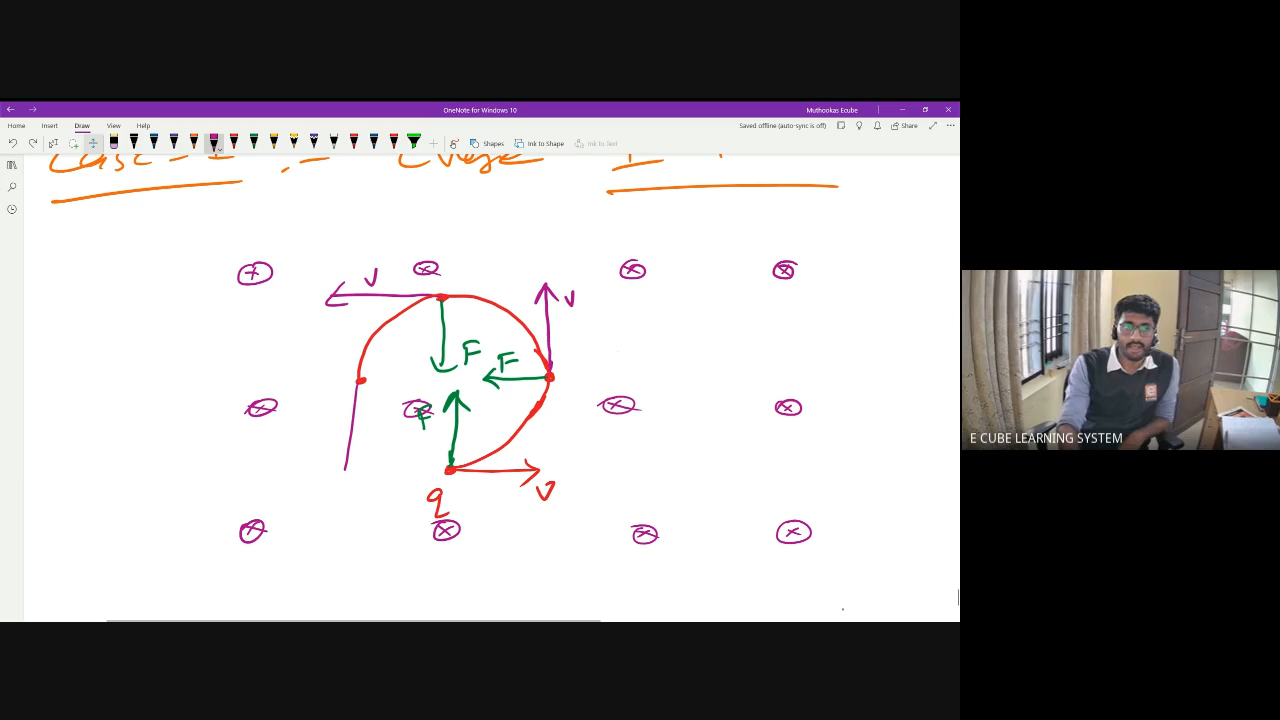 OneNote for Windows 10
Muthookas Ecube
Home Insert Draw View Help
Saved offline (auto-sync is off)
Share
Shapes
Ink to Shape
Ink to Text
V
V
F
F
F
V
q
E CUBE LEARNING SYSTEM